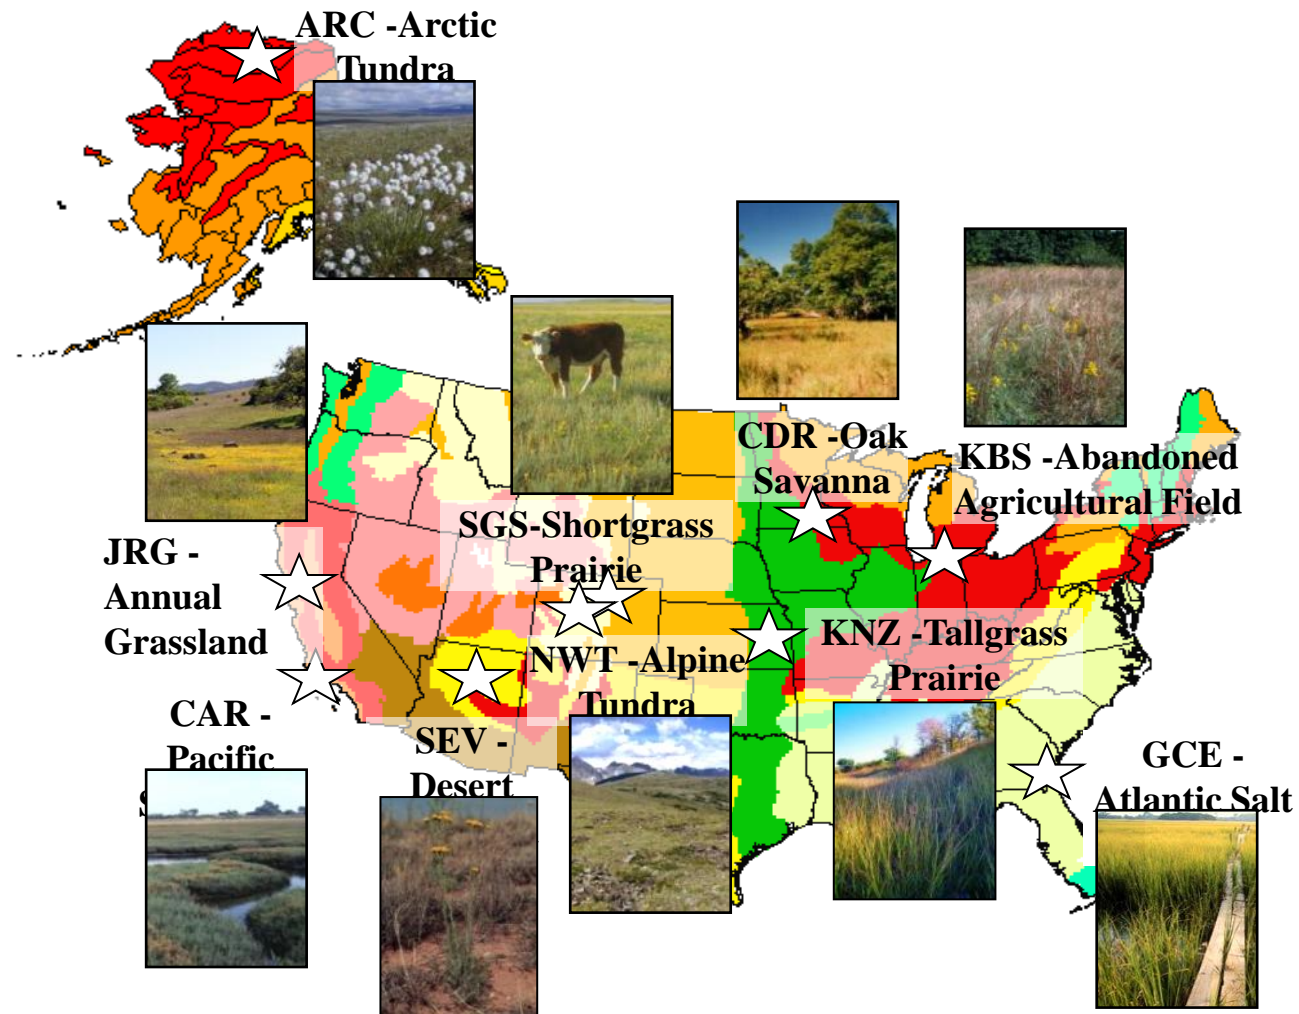 ARC -Arctic
Tundra
CDR -Oak
Savanna
KBS -Abandoned
Agricultural Field
SGS-Shortgrass
Prairie
JRG -
Annual
Grassland
KNZ -Tallgrass
Prairie
NWT -Alpine
Tundra
CAR -
Pacific
SEV -
Desert
GCE -
Atlantic Salt